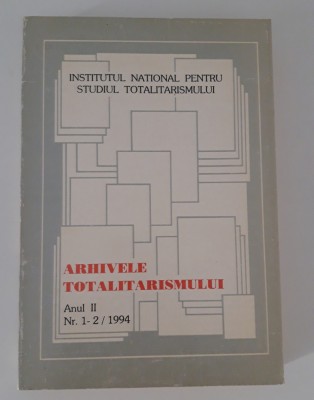 INSTITUTUL NATIONAL PENTRU
STUDIUL TOTALITARISMULUI
ARHIVELE
TOTALITARISMULUI
Anul II
Nr. 1-2 / 1994